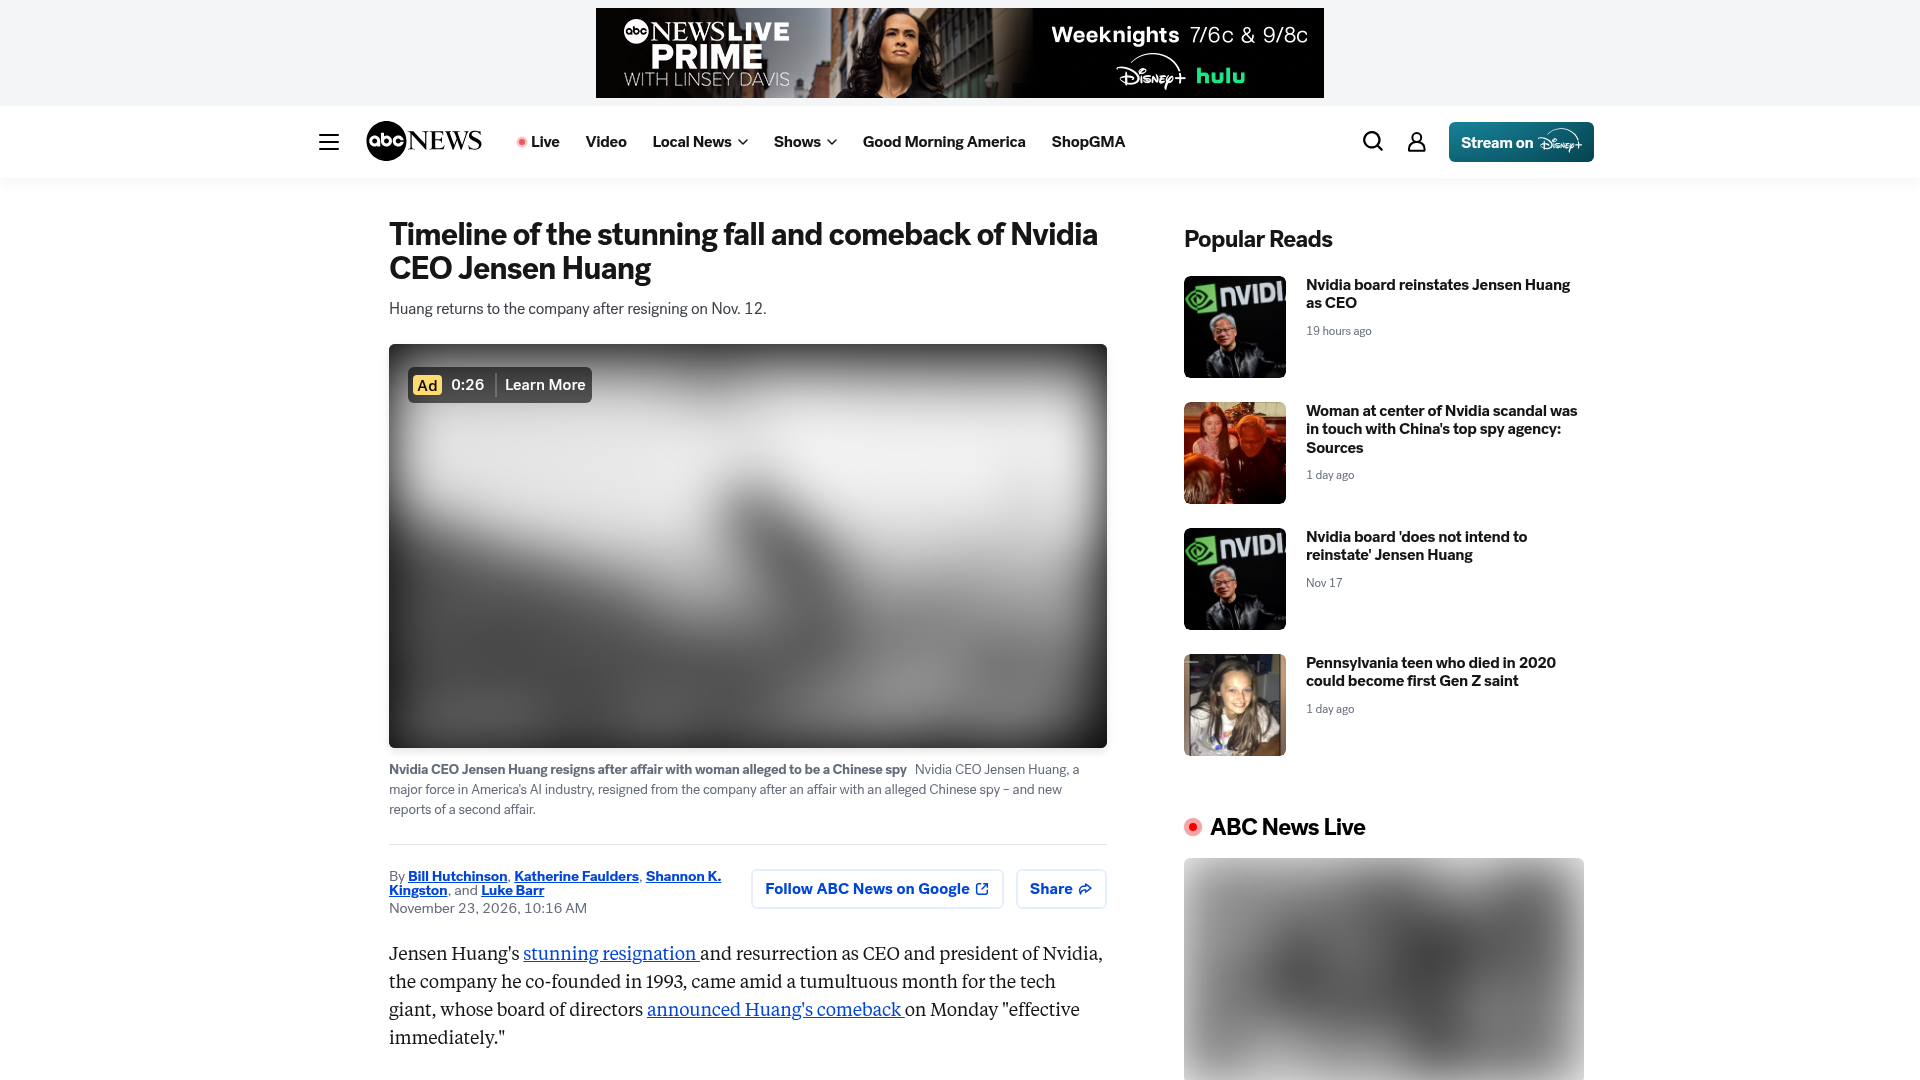 abc NEWS LIVE
PRIME
WITH LINSEY DAVIS
Weeknights 7/6c & 9/8c
Disney+ hulu
abc NEWS
Live
Video
Local News
Shows
Good Morning America
ShopGMA
Stream on Disney+
Timeline of the stunning fall and comeback of Nvidia
CEO Jensen Huang
Huang returns to the company after resigning on Nov. 12.
Ad 0:26 Learn More
Nvidia CEO Jensen Huang resigns after affair with woman alleged to be a Chinese spy Nvidia CEO Jensen Huang, a
major force in America's AI industry, resigned from the company after an affair with an alleged Chinese spy – and new
reports of a second affair.
By Bill Hutchinson, Katherine Faulders, Shannon K.
Kingston, and Luke Barr
November 23, 2026, 10:16 AM
Follow ABC News on Google
Share
Jensen Huang's stunning resignation and resurrection as CEO and president of Nvidia,
the company he co-founded in 1993, came amid a tumultuous month for the tech
giant, whose board of directors announced Huang's comeback on Monday "effective
immediately."
Popular Reads
NVIDI
Nvidia board reinstates Jensen Huang
as CEO
19 hours ago
Woman at center of Nvidia scandal was
in touch with China's top spy agency:
Sources
1 day ago
NVIDI
Nvidia board 'does not intend to
reinstate' Jensen Huang
Nov 17
Pennsylvania teen who died in 2020
could become first Gen Z saint
1 day ago
ABC News Live